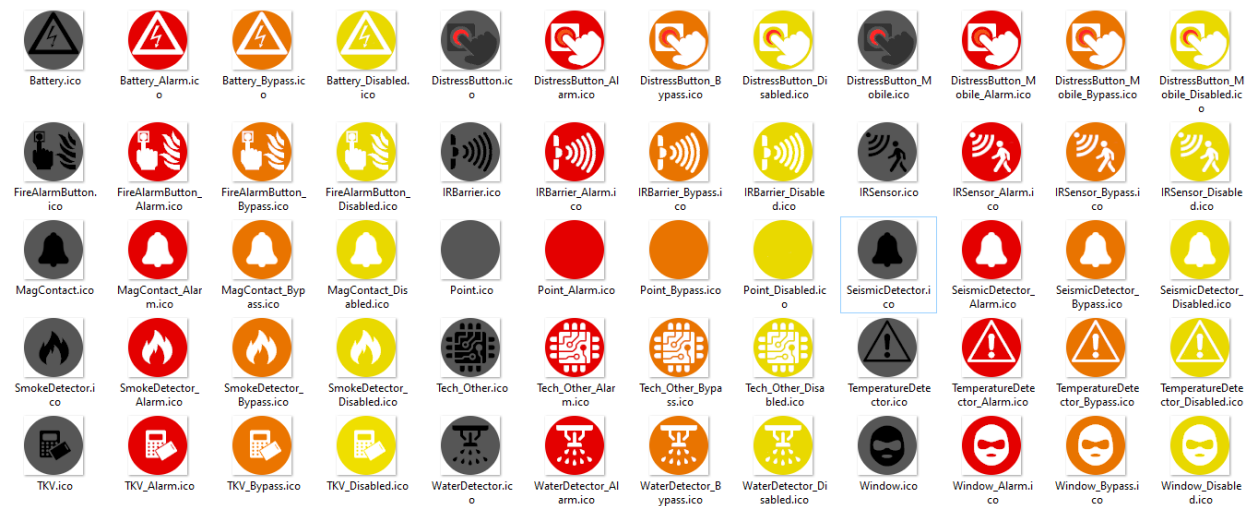 Battery.ico
Battery_Alarm.ic
o
Battery_Bypass.ic
o
Battery_Disabled.
ico
DistressButton.ic
o
DistressButton_Al
arm.ico
DistressButton_B
ypass.ico
DistressButton_Di
sabled.ico
DistressButton_M
obile.ico
DistressButton_M
obile_Alarm.ico
DistressButton_M
obile_Bypass.ico
DistressButton_M
obile_Disabled.ic
o
FireAlarmButton.
ico
FireAlarmButton_
Alarm.ico
FireAlarmButton_
Bypass.ico
FireAlarmButton_
Disabled.ico
IRBarrier.ico
IRBarrier_Alarm.i
co
IRBarrier_Bypass.i
co
IRBarrier_Disable
d.ico
IRSensor.ico
IRSensor_Alarm.i
co
IRSensor_Bypass.i
co
IRSensor_Disable
d.ico
MagContact.ico
MagContact_Alar
m.ico
MagContact_Byp
ass.ico
MagContact_Dis
abled.ico
Point.ico
Point_Alarm.ico
Point_Bypass.ico
Point_Disabled.ic
o
SeismicDetector.i
co
SeismicDetector_
Alarm.ico
SeismicDetector_
Bypass.ico
SeismicDetector_
Disabled.ico
SmokeDetector.i
co
SmokeDetector_
Alarm.ico
SmokeDetector_
Bypass.ico
SmokeDetector_
Disabled.ico
Tech_Other.ico
Tech_Other_Alar
m.ico
Tech_Other_Bypa
ss.ico
Tech_Other_Disa
bled.ico
TemperatureDete
ctor.ico
TemperatureDete
ctor_Alarm.ico
TemperatureDete
ctor_Bypass.ico
TemperatureDete
ctor_Disabled.ico
TKV.ico
TKV_Alarm.ico
TKV_Bypass.ico
TKV_Disabled.ico
WaterDetector.ic
o
WaterDetector_Al
arm.ico
WaterDetector_B
ypass.ico
WaterDetector_Di
sabled.ico
Window.ico
Window_Alarm.i
co
Window_Bypass.i
co
Window_Disable
d.ico